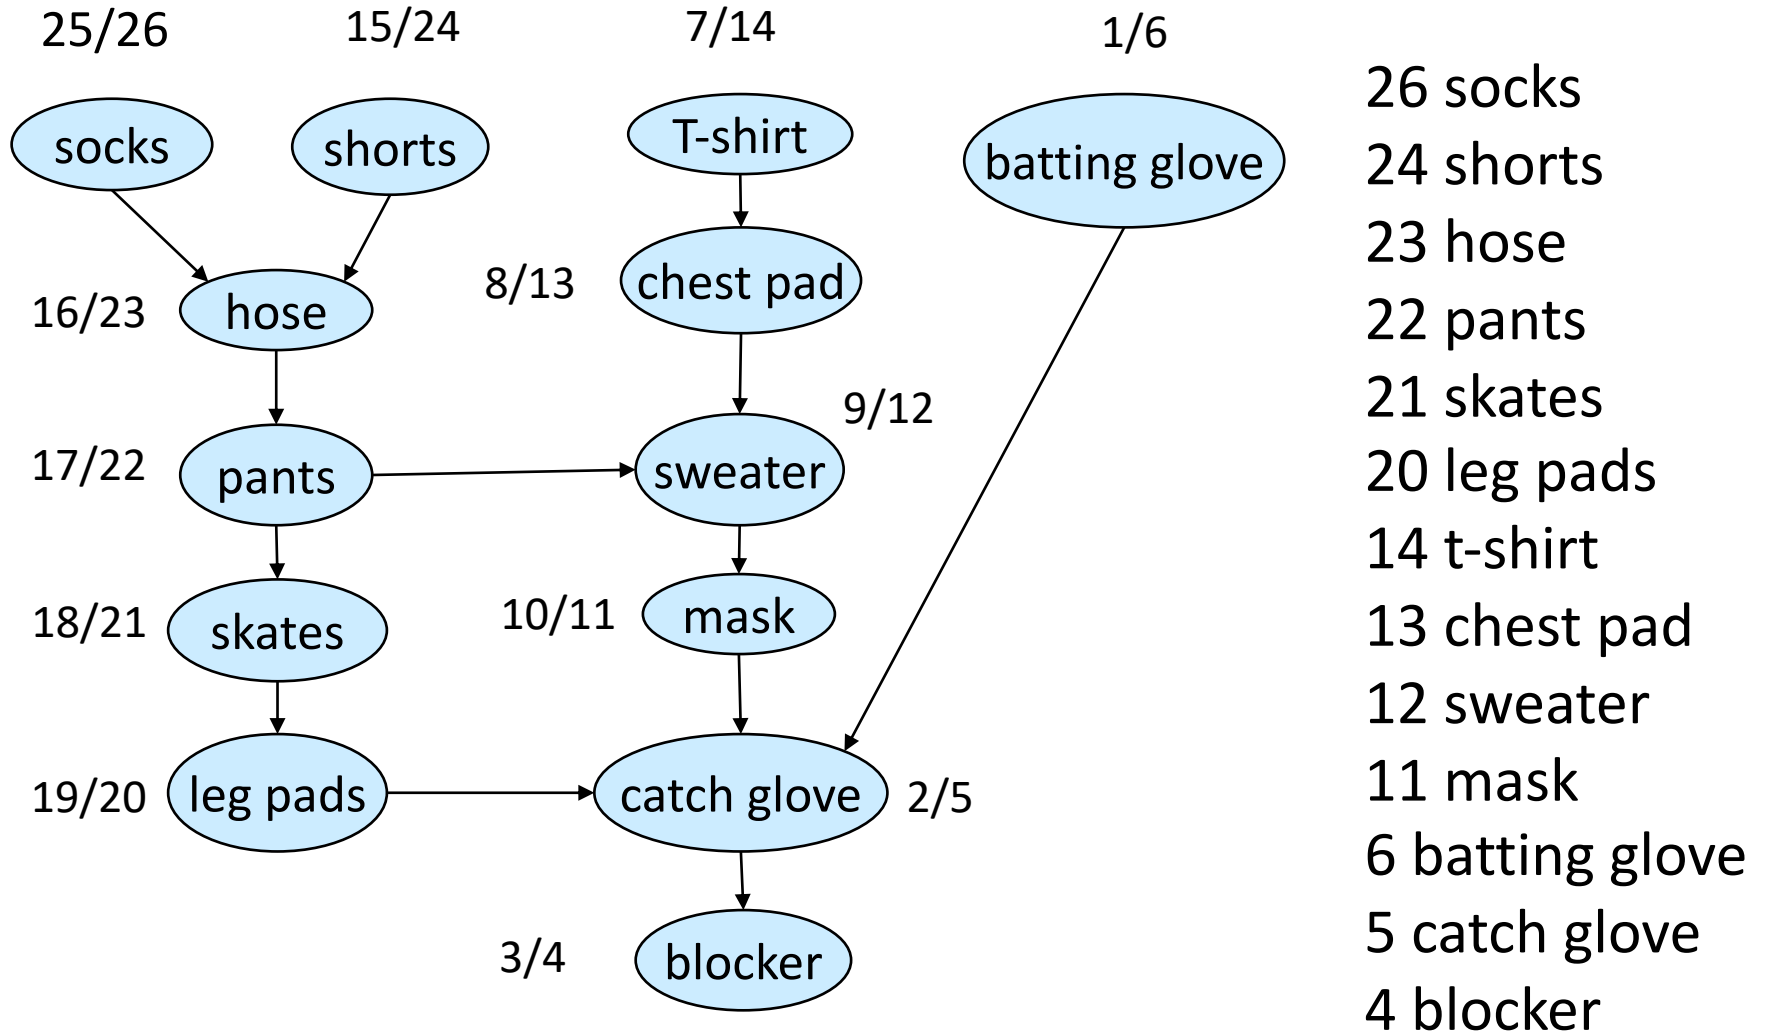 25/26
15/24
7/14
1/6
socks
shorts
T-shirt
batting glove
16/23
hose
8/13
chest pad
9/12
17/22
pants
sweater
18/21
skates
10/11
mask
19/20
leg pads
catch glove
2/5
3/4
blocker
26 socks
24 shorts
23 hose
22 pants
21 skates
20 leg pads
14 t-shirt
13 chest pad
12 sweater
11 mask
6 batting glove
5 catch glove
4 blocker